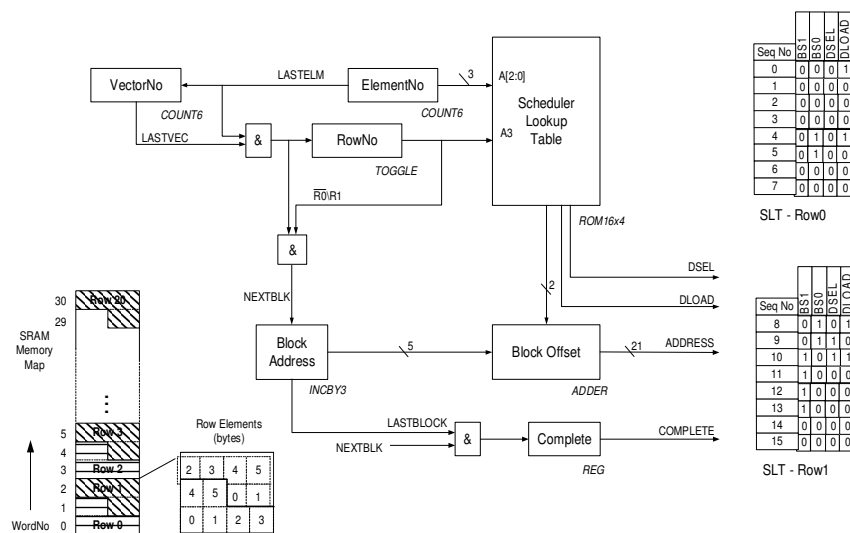 LASTELM
3
VectorNo
ElementNo
A[2:0]
COUNT6
COUNT6
Scheduler
Lookup
Table
LASTVEC
&
RowNo
A3
TOGGLE
R0\R1
ROM16x4
&
2
DSEL
NEXTBLK
DLOAD
Block
Address
5
Block Offset
21
ADDRESS
INCBY3
ADDER
LASTBLOCK
NEXTBLK
&
Complete
COMPLETE
REG
Seq No BS1 BS0 DSEL DLOAD
0 0 0 0 1
1 0 0 0 0
2 0 0 0 0
3 0 0 0 0
4 0 1 0 1
5 0 1 0 0
6 0 0 0 0
7 0 0 0 0
SLT - Row0
Seq No BS1 BS0 DSEL DLOAD
8 0 1 0 1
9 0 1 1 0
10 1 0 1 1
11 1 0 0 0
12 1 0 0 0
13 1 0 0 0
14 0 0 0 0
15 0 0 0 0
SLT - Row1
30 Row 20
29
SRAM
Memory
Map
...
5 Row 3
4
3 Row 2
2 Row 1
1
WordNo 0 Row 0
Row Elements
(bytes)
2 3 4 5
4 5 0 1
0 1 2 3